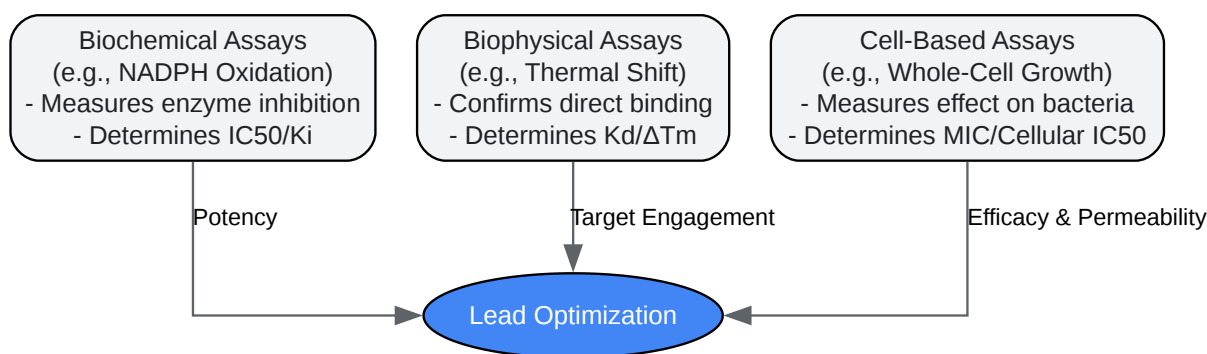 Biochemical Assays
(e.g., NADPH Oxidation)
- Measures enzyme inhibition
- Determines IC50/Ki
Biophysical Assays
(e.g., Thermal Shift)
- Confirms direct binding
- Determines Kd/ΔTm
Cell-Based Assays
(e.g., Whole-Cell Growth)
- Measures effect on bacteria
- Determines MIC/Cellular IC50
Potency
Target Engagement
Efficacy & Permeability
Lead Optimization